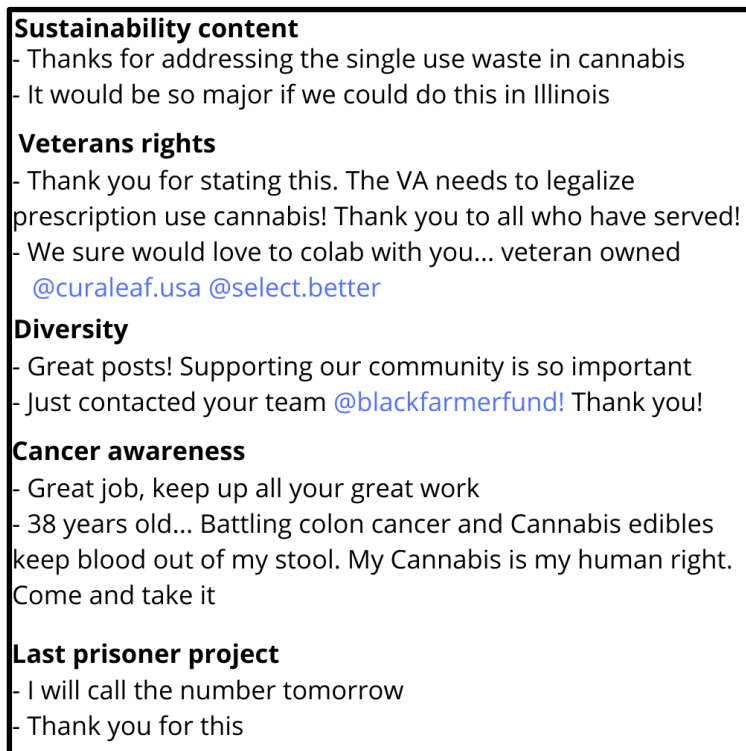 Sustainability content
- Thanks for addressing the single use waste in cannabis
- It would be so major if we could do this in Illinois
Veterans rights
- Thank you for stating this. The VA needs to legalize
prescription use cannabis! Thank you to all who have served!
- We sure would love to colab with you... veteran owned
@curaleaf.usa @select.better
Diversity
- Great posts! Supporting our community is so important
- Just contacted your team @blackfarmerfund! Thank you!
Cancer awareness
- Great job, keep up all your great work
- 38 years old... Battling colon cancer and Cannabis edibles
keep blood out of my stool. My Cannabis is my human right.
Come and take it
Last prisoner project
- I will call the number tomorrow
- Thank you for this